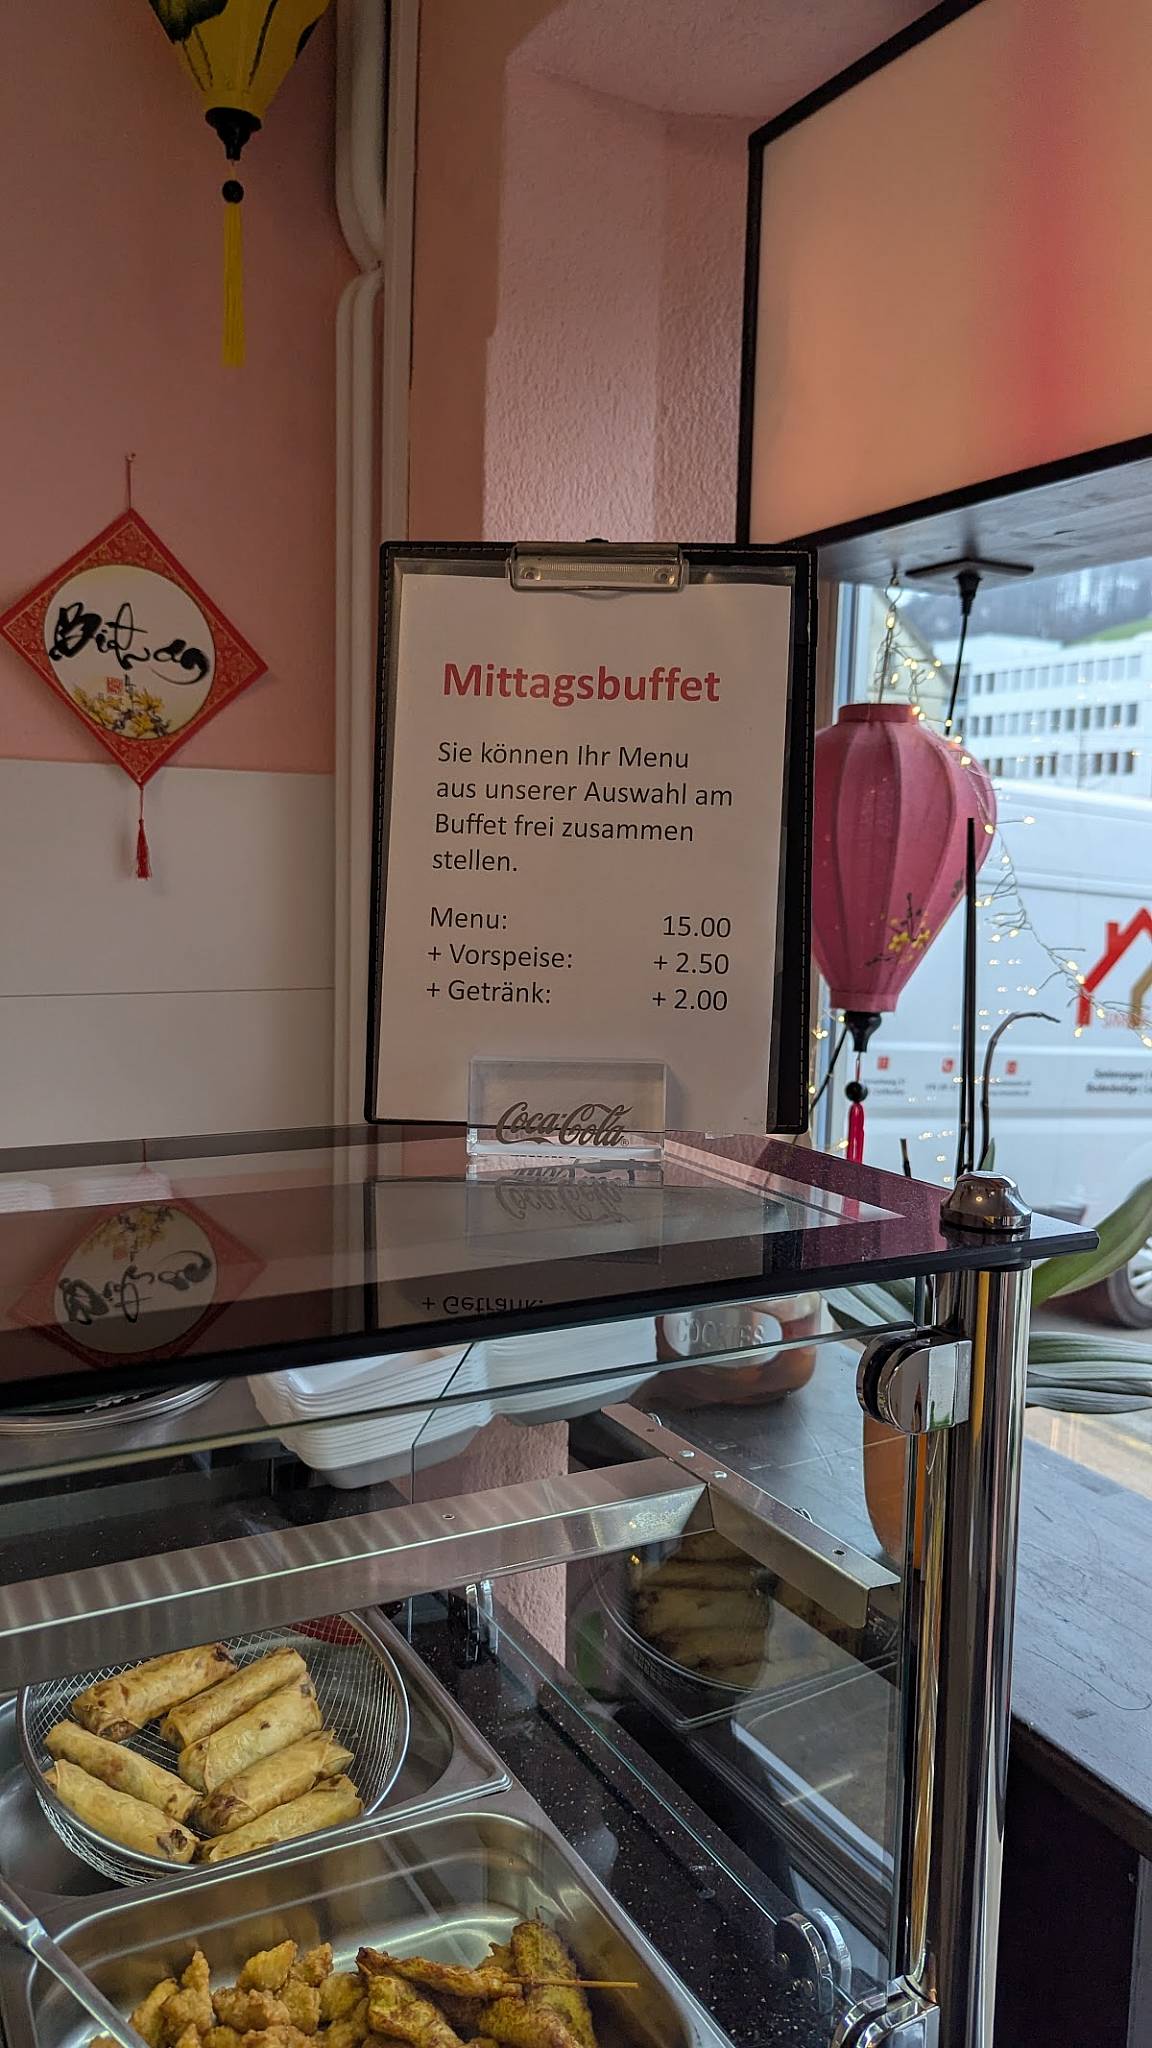 Mittagsbuffet
Sie können Ihr Menu
aus unserer Auswahl am
Buffet frei zusammen
stellen.
Menu: 15.00
+ Vorspeise: + 2.50
+ Getränk: + 2.00
Coca-Cola
COOKIES